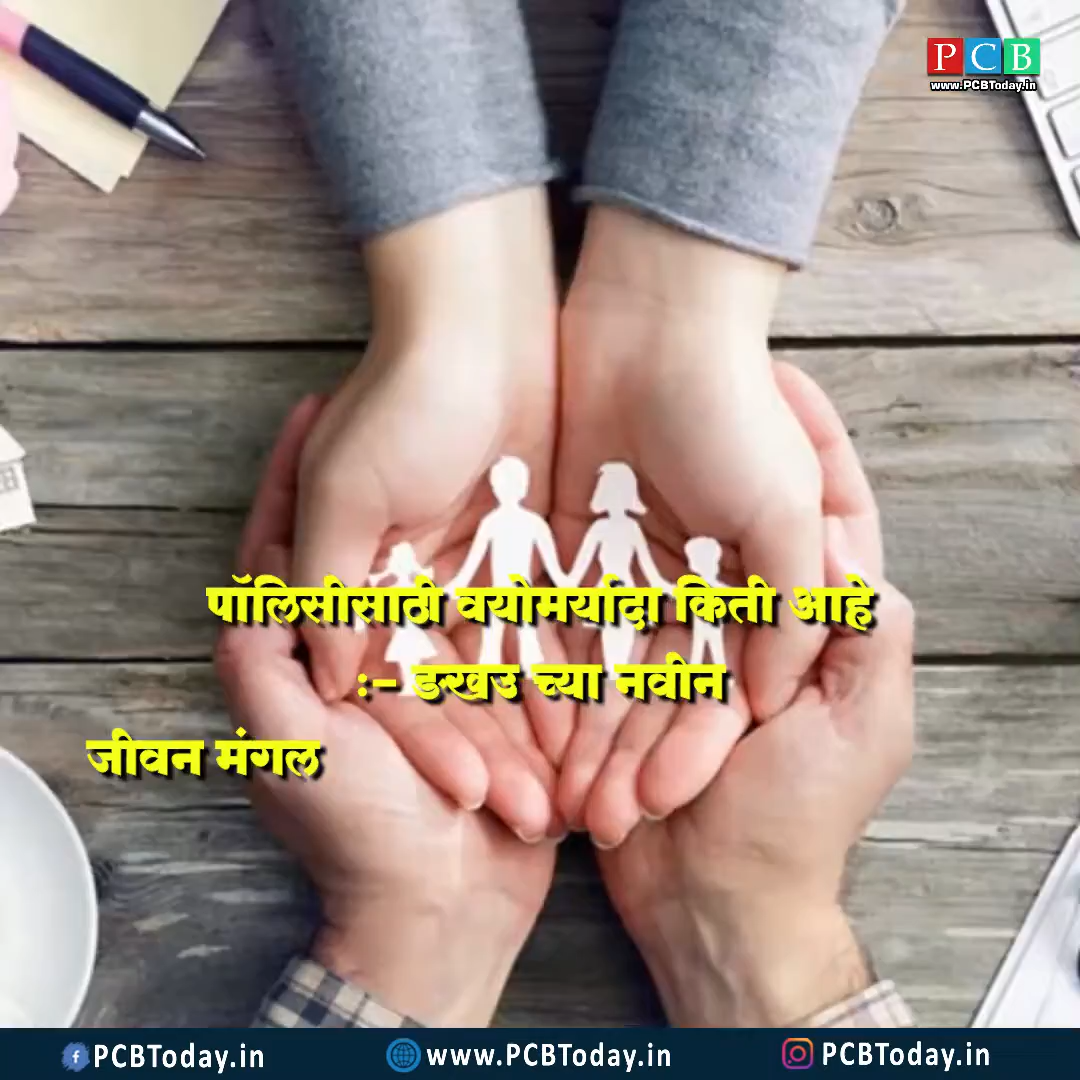 PCB
www.PCBToday.in
पॉलिसीसाठी वयोमर्यादा किती आहे
:- डखउ च्या नवीन
जीवन मंगल
PCBToday.in
www.PCBToday.in
PCBToday.in